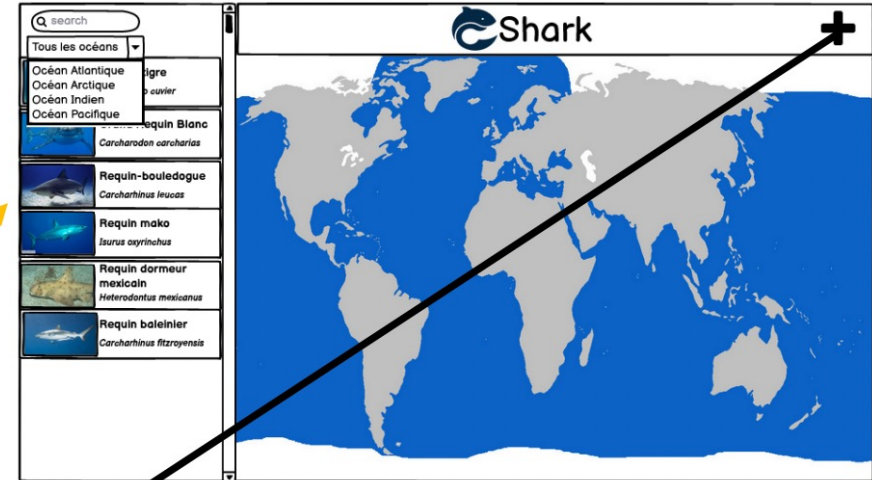 search
Tous les océans
Océan Atlantique
Océan Arctique
Océan Indien
Océan Pacifique
tigre
cuvier
Requin Blanc
Carcharodon carcharias
Requin-bouledogue
Carcharhinus leucas
Requin mako
Isurus oxyrinchus
Requin dormeur
mexicain
Heterodontus mexicanus
Requin baleinier
Carcharhinus fitzroyensis
Shark